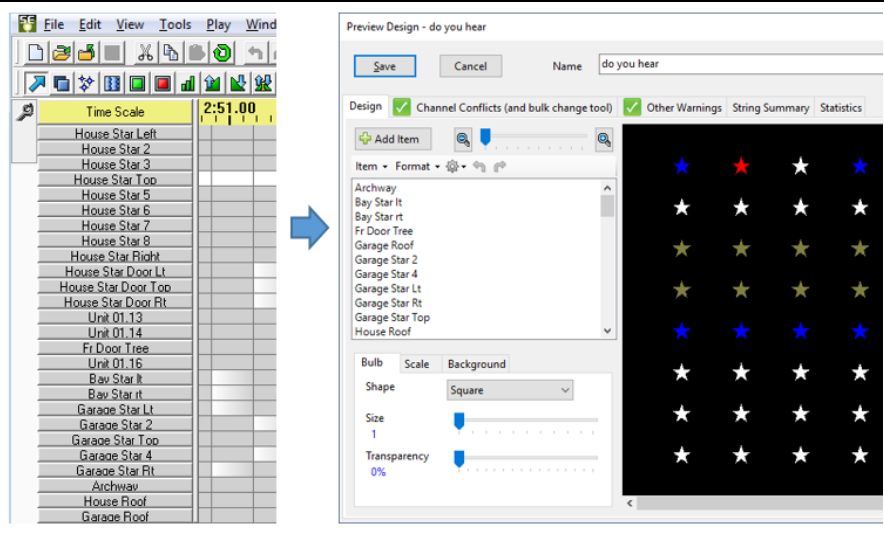 SE File Edit View Tools Play Wind
Time Scale 2:51.00
House Star Left
House Star 2
House Star 3
House Star Top
House Star 5
House Star 6
House Star 7
House Star 8
House Star Right
House Star Door Lt
House Star Door Top
House Star Door Rt
Unit 01.13
Unit 01.14
Fr Door Tree
Unit 01.16
Bay Star lt
Bay Star rt
Garage Star Lt
Garage Star 2
Garage Star Top
Garage Star 4
Garage Star Rt
Archway
House Roof
Garage Roof
Preview Design - do you hear
Save Cancel Name do you hear
Design Channel Conflicts (and bulk change tool) Other Warnings String Summary Statistics
Add Item
Item Format
Archway
Bay Star lt
Bay Star rt
Fr Door Tree
Garage Roof
Garage Star 2
Garage Star 4
Garage Star Lt
Garage Star Rt
Garage Star Top
House Roof
Bulb Scale Background
Shape Square
Size
1
Transparency
0%